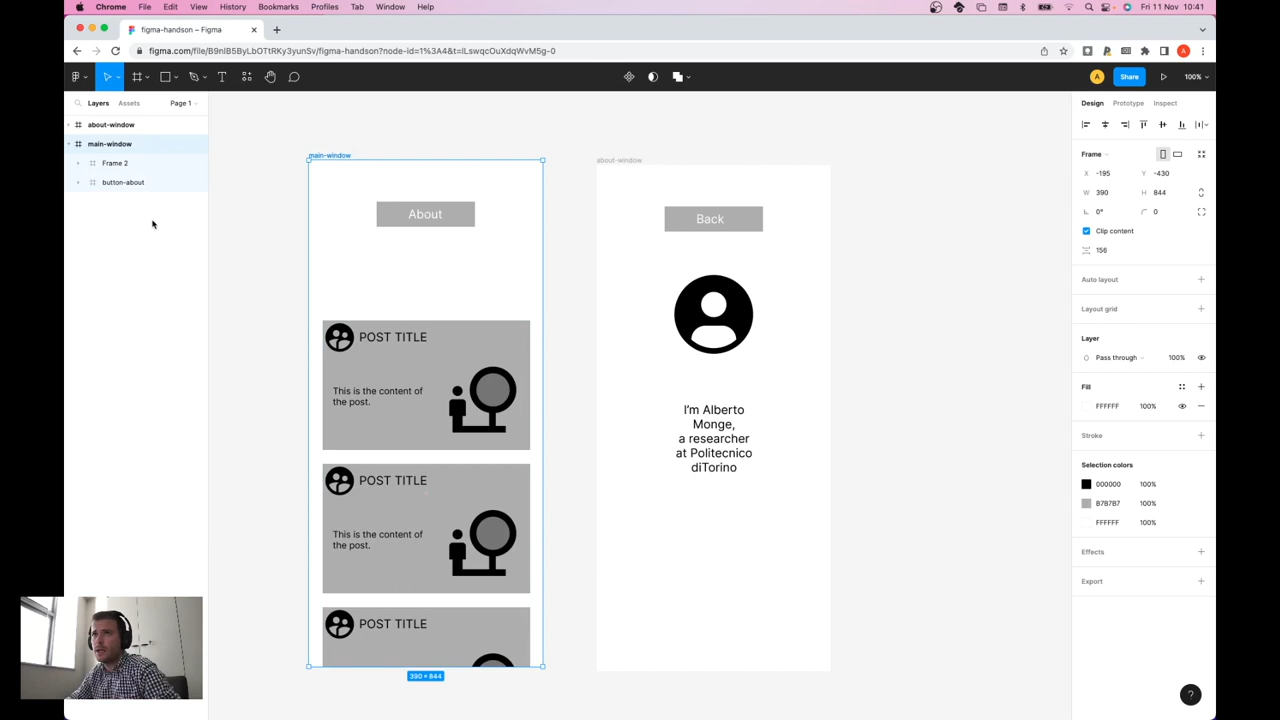 Chrome File Edit View History Bookmarks Profiles Tab Window Help Fri 11 Nov 10:41
figma-handson – Figma
figma.com/file/B9nlB5ByLbOTtRKy3yunSv/figma-handson?node-id=1%3A4&t=lLswqcOuXdqWvM5g-0 A
A Share 100%
Layers Assets Page 1
about-window
main-window
Frame 2
button-about
main-window
About
POST TITLE
This is the content of
the post.
POST TITLE
This is the content of
the post.
POST TITLE
390 × 844
about-window
Back
I’m Alberto
Monge,
a researcher
at Politecnico
diTorino
Design Prototype Inspect
Frame
X -195 Y -430
W 390 H 844
0° 0
Clip content
156
Auto layout
Layout grid
Layer
Pass through 100%
Fill
FFFFFF 100%
Stroke
Selection colors
000000 100%
B7B7B7 100%
FFFFFF 100%
Effects
Export
?